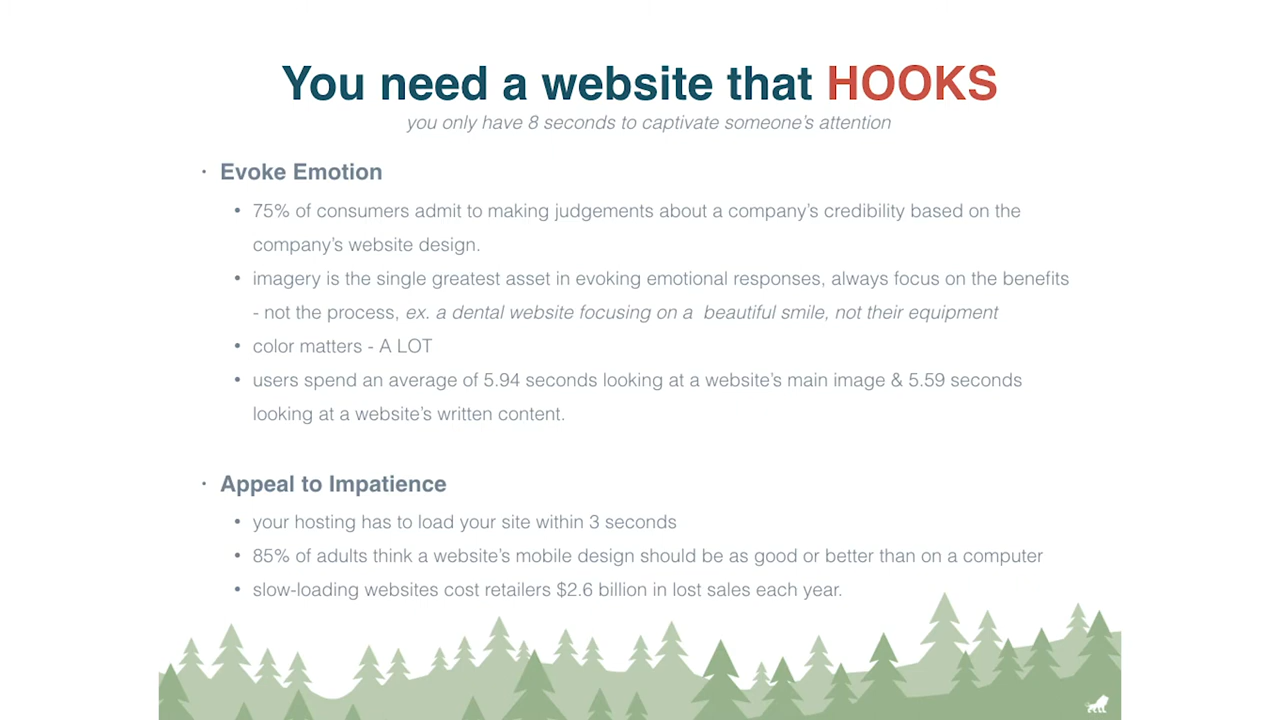 You need a website that HOOKS
you only have 8 seconds to captivate someone's attention
· Evoke Emotion
• 75% of consumers admit to making judgements about a company's credibility based on the
company's website design.
• imagery is the single greatest asset in evoking emotional responses, always focus on the benefits
- not the process, ex. a dental website focusing on a beautiful smile, not their equipment
• color matters - A LOT
• users spend an average of 5.94 seconds looking at a website's main image & 5.59 seconds
looking at a website's written content.
· Appeal to Impatience
• your hosting has to load your site within 3 seconds
• 85% of adults think a website's mobile design should be as good or better than on a computer
• slow-loading websites cost retailers $2.6 billion in lost sales each year.